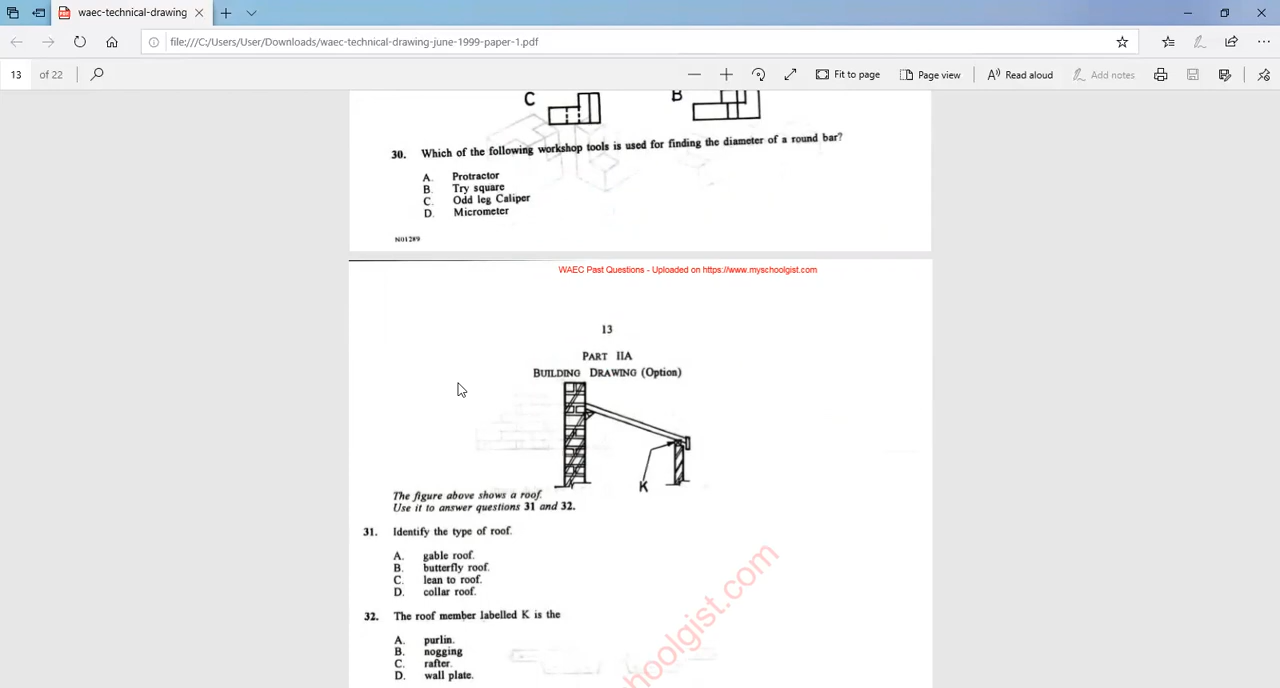 waec-technical-drawing
file:///C:/Users/User/Downloads/waec-technical-drawing-june-1999-paper-1.pdf
13 of 22
Fit to page
Page view
Read aloud
Add notes
C
B
30. Which of the following workshop tools is used for finding the diameter of a round bar?
A. Protractor
B. Try square
C. Odd leg Caliper
D. Micrometer
N01289
WAEC Past Questions - Uploaded on https://www.myschoolgist.com
13
PART IIA
BUILDING DRAWING (Option)
K
The figure above shows a roof.
Use it to answer questions 31 and 32.
31. Identify the type of roof.
A. gable roof.
B. butterfly roof.
C. lean to roof.
D. collar roof.
32. The roof member labelled K is the
A. purlin.
B. nogging
C. rafter.
D. wall plate.
hoolgist.com